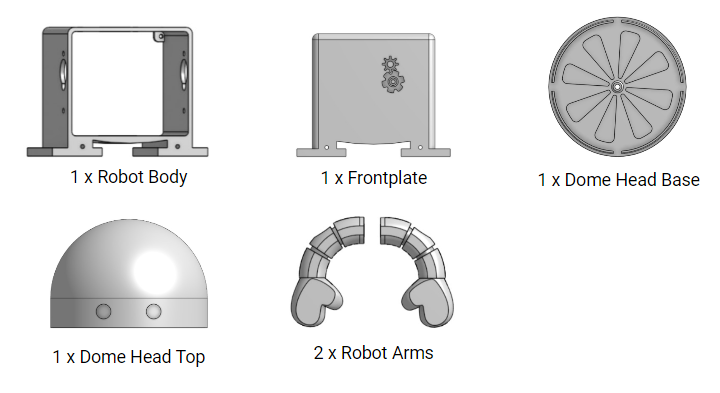 1 x Robot Body
1 x Frontplate
1 x Dome Head Base
1 x Dome Head Top
2 x Robot Arms